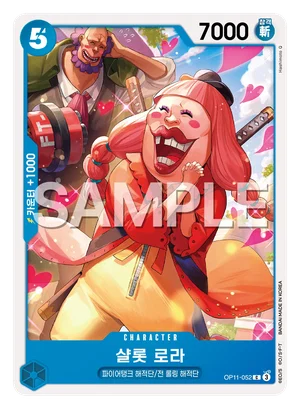 5
7000
참격
斬
카운터 +1000
SAMPLE
CHARACTER
샬롯 로라
파이어탱크 해적단/전 롤링 해적단
OP11-052 C 3
BANDAI MADE IN KOREA